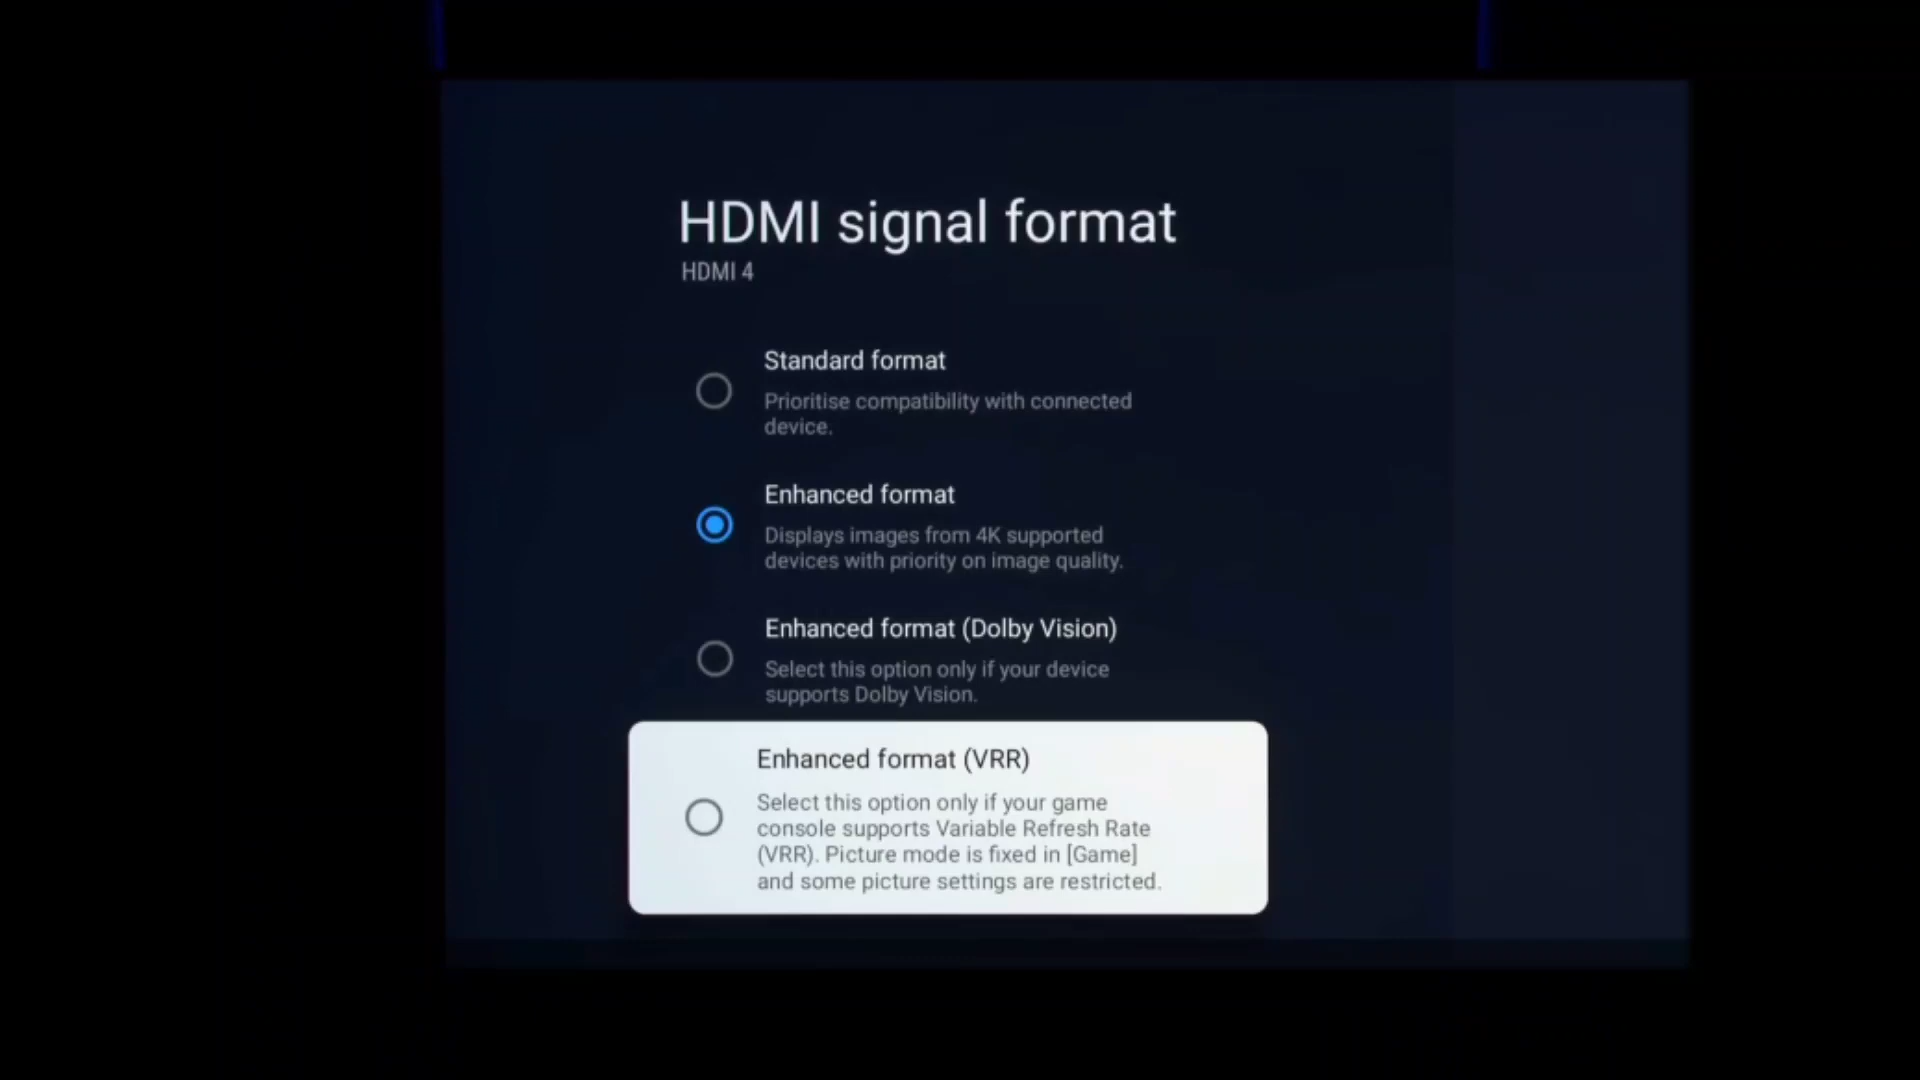 HDMI signal format
HDMI 4
Standard format
Prioritise compatibility with connected
device.
Enhanced format
Displays images from 4K supported
devices with priority on image quality.
Enhanced format (Dolby Vision)
Select this option only if your device
supports Dolby Vision.
Enhanced format (VRR)
Select this option only if your game
console supports Variable Refresh Rate
(VRR). Picture mode is fixed in [Game]
and some picture settings are restricted.